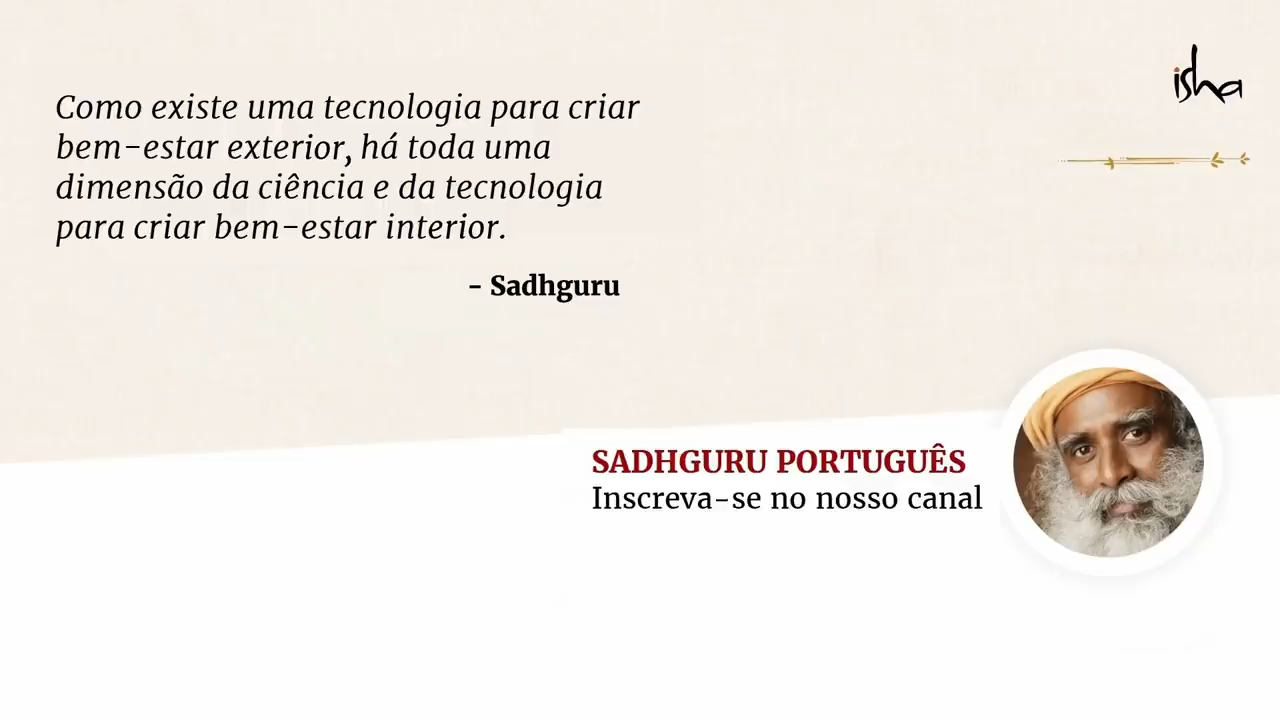 Como existe uma tecnologia para criar
bem-estar exterior, há toda uma
dimensão da ciência e da tecnologia
para criar bem-estar interior.
- Sadhguru
isha
SADHGURU PORTUGUÊS
Inscreva-se no nosso canal